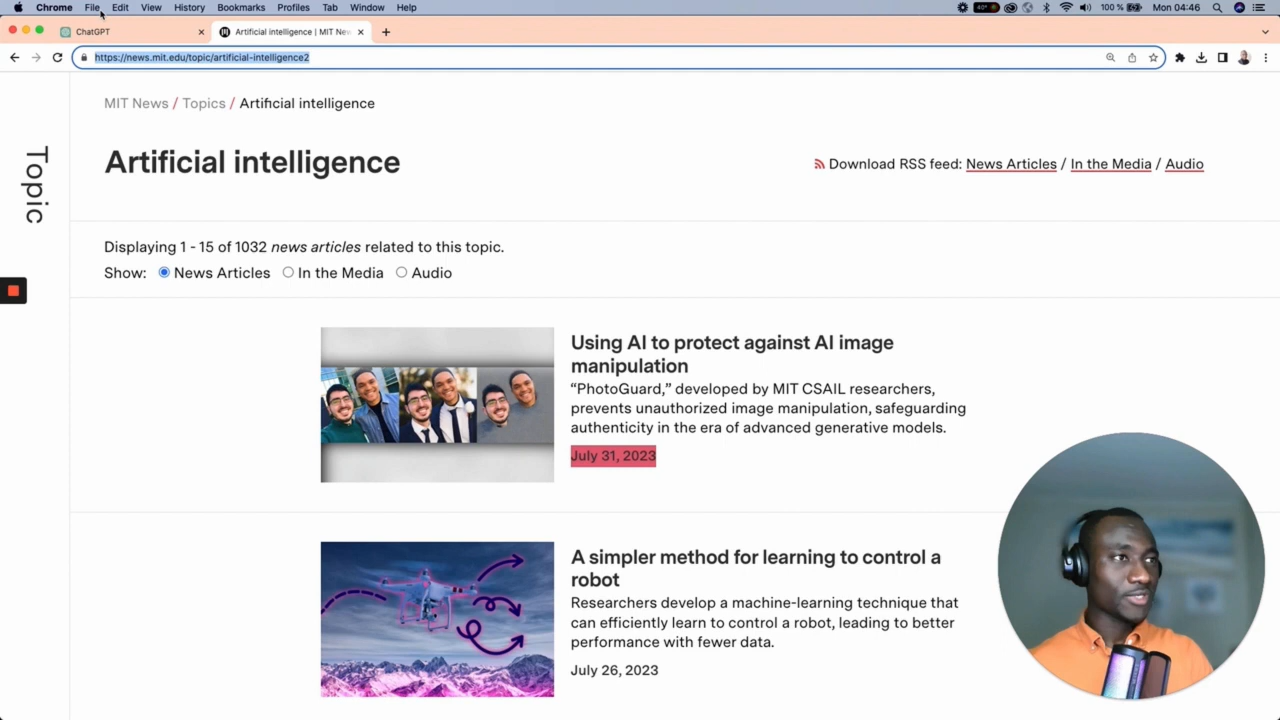 Chrome File Edit View History Bookmarks Profiles Tab Window Help 40° 100 % Mon 04:46
ChatGPT Artificial intelligence | MIT New
https://news.mit.edu/topic/artificial-intelligence2
MIT News / Topics / Artificial intelligence
Topic
Artificial intelligence
Download RSS feed: News Articles / In the Media / Audio
Displaying 1 - 15 of 1032 news articles related to this topic.
Show: News Articles In the Media Audio
Using AI to protect against AI image
manipulation
“PhotoGuard,” developed by MIT CSAIL researchers,
prevents unauthorized image manipulation, safeguarding
authenticity in the era of advanced generative models.
July 31, 2023
A simpler method for learning to control a
robot
Researchers develop a machine-learning technique that
can efficiently learn to control a robot, leading to better
performance with fewer data.
July 26, 2023